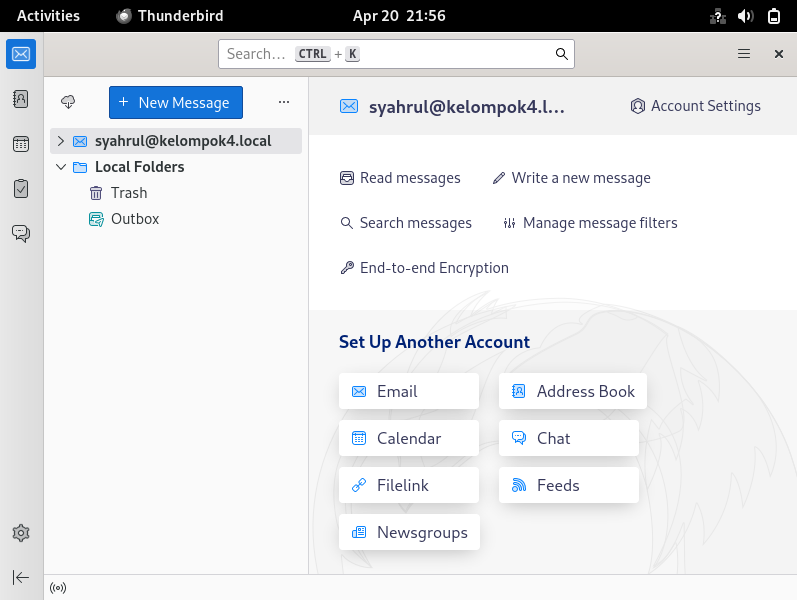 Activities Thunderbird Apr 20 21:56
Search... CTRL + K
New Message ...
syahrul@kelompok4.local
Local Folders
Trash
Outbox
syahrul@kelompok4.l... Account Settings
Read messages Write a new message
Search messages Manage message filters
End-to-end Encryption
Set Up Another Account
Email Address Book
Calendar Chat
Filelink Feeds
Newsgroups